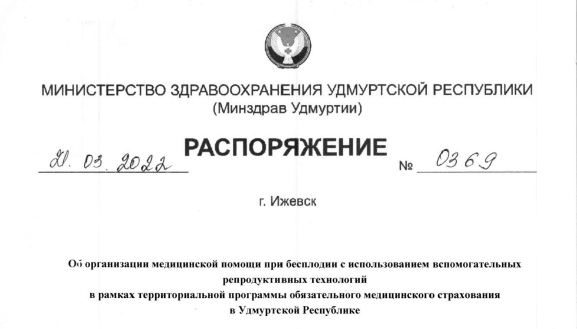 МИНИСТЕРСТВО ЗДРАВООХРАНЕНИЯ УДМУРТСКОЙ РЕСПУБЛИКИ
(Минздрав Удмуртии)
РАСПОРЯЖЕНИЕ
21.03.2022 № 0369
г. Ижевск
Об организации медицинской помощи при бесплодии с использованием вспомогательных
репродуктивных технологий
в рамках территориальной программы обязательного медицинского страхования
в Удмуртской Республике